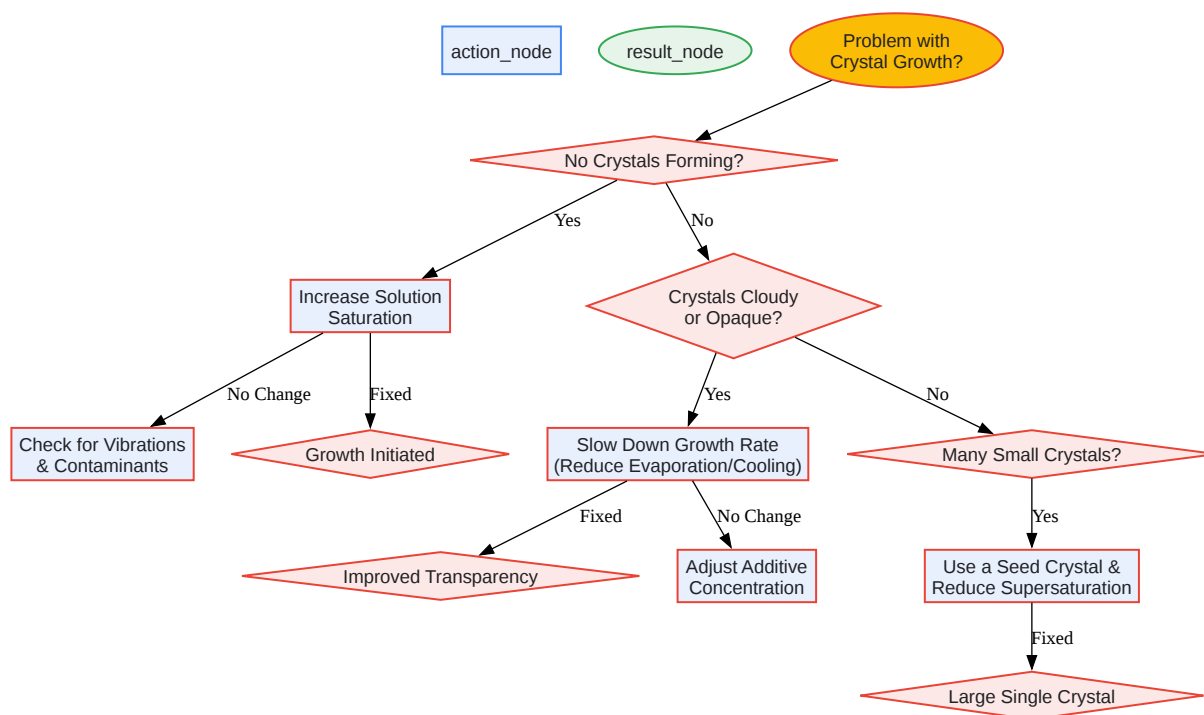 action_node
result_node
Problem with
Crystal Growth?
No Crystals Forming?
Yes
No
Increase Solution
Saturation
Crystals Cloudy
or Opaque?
No Change
Fixed
Yes
No
Check for Vibrations
& Contaminants
Growth Initiated
Slow Down Growth Rate
(Reduce Evaporation/Cooling)
Many Small Crystals?
Fixed
No Change
Yes
Improved Transparency
Adjust Additive
Concentration
Use a Seed Crystal &
Reduce Supersaturation
Fixed
Large Single Crystal